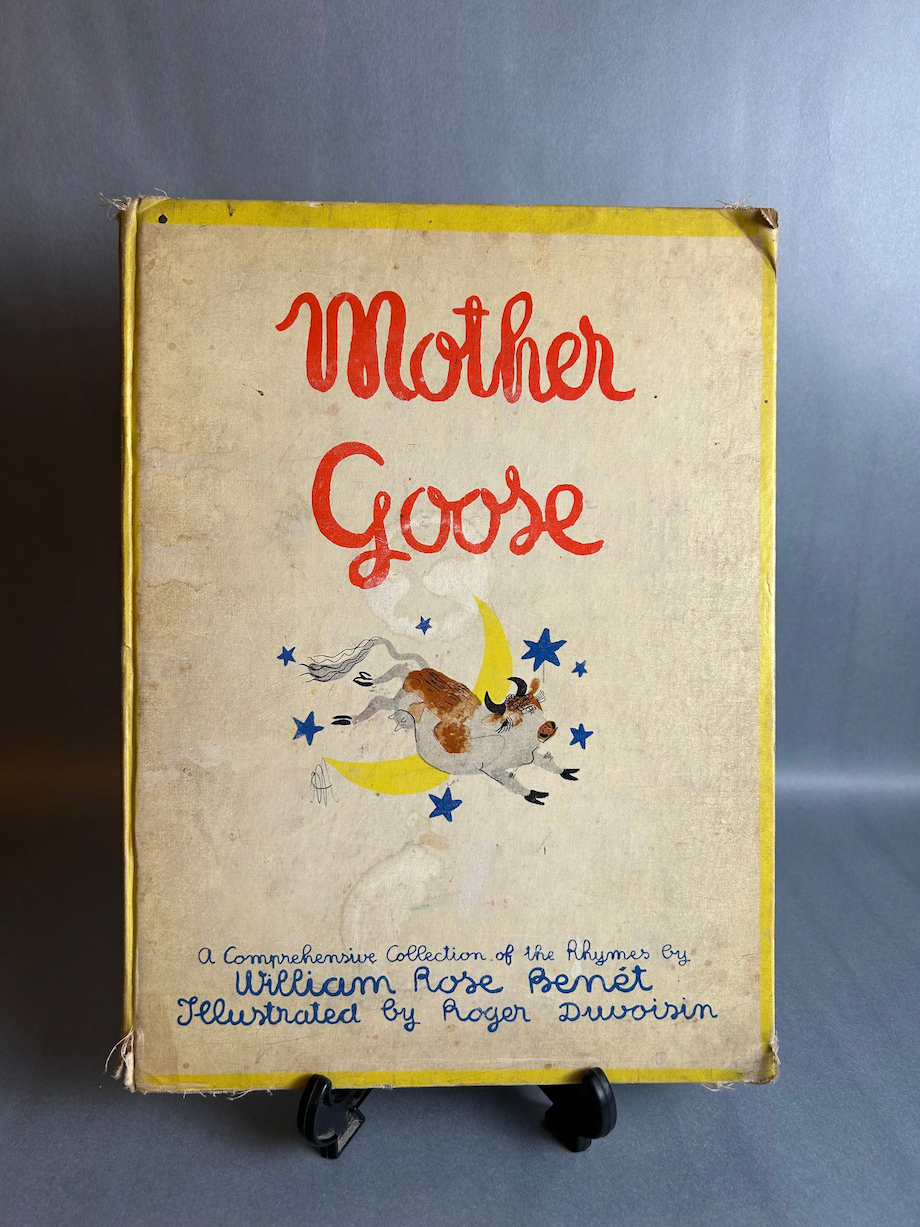 Mother
Goose
A Comprehensive Collection of the Rhymes by
William Rose Benét
Illustrated by Roger Duvoisin